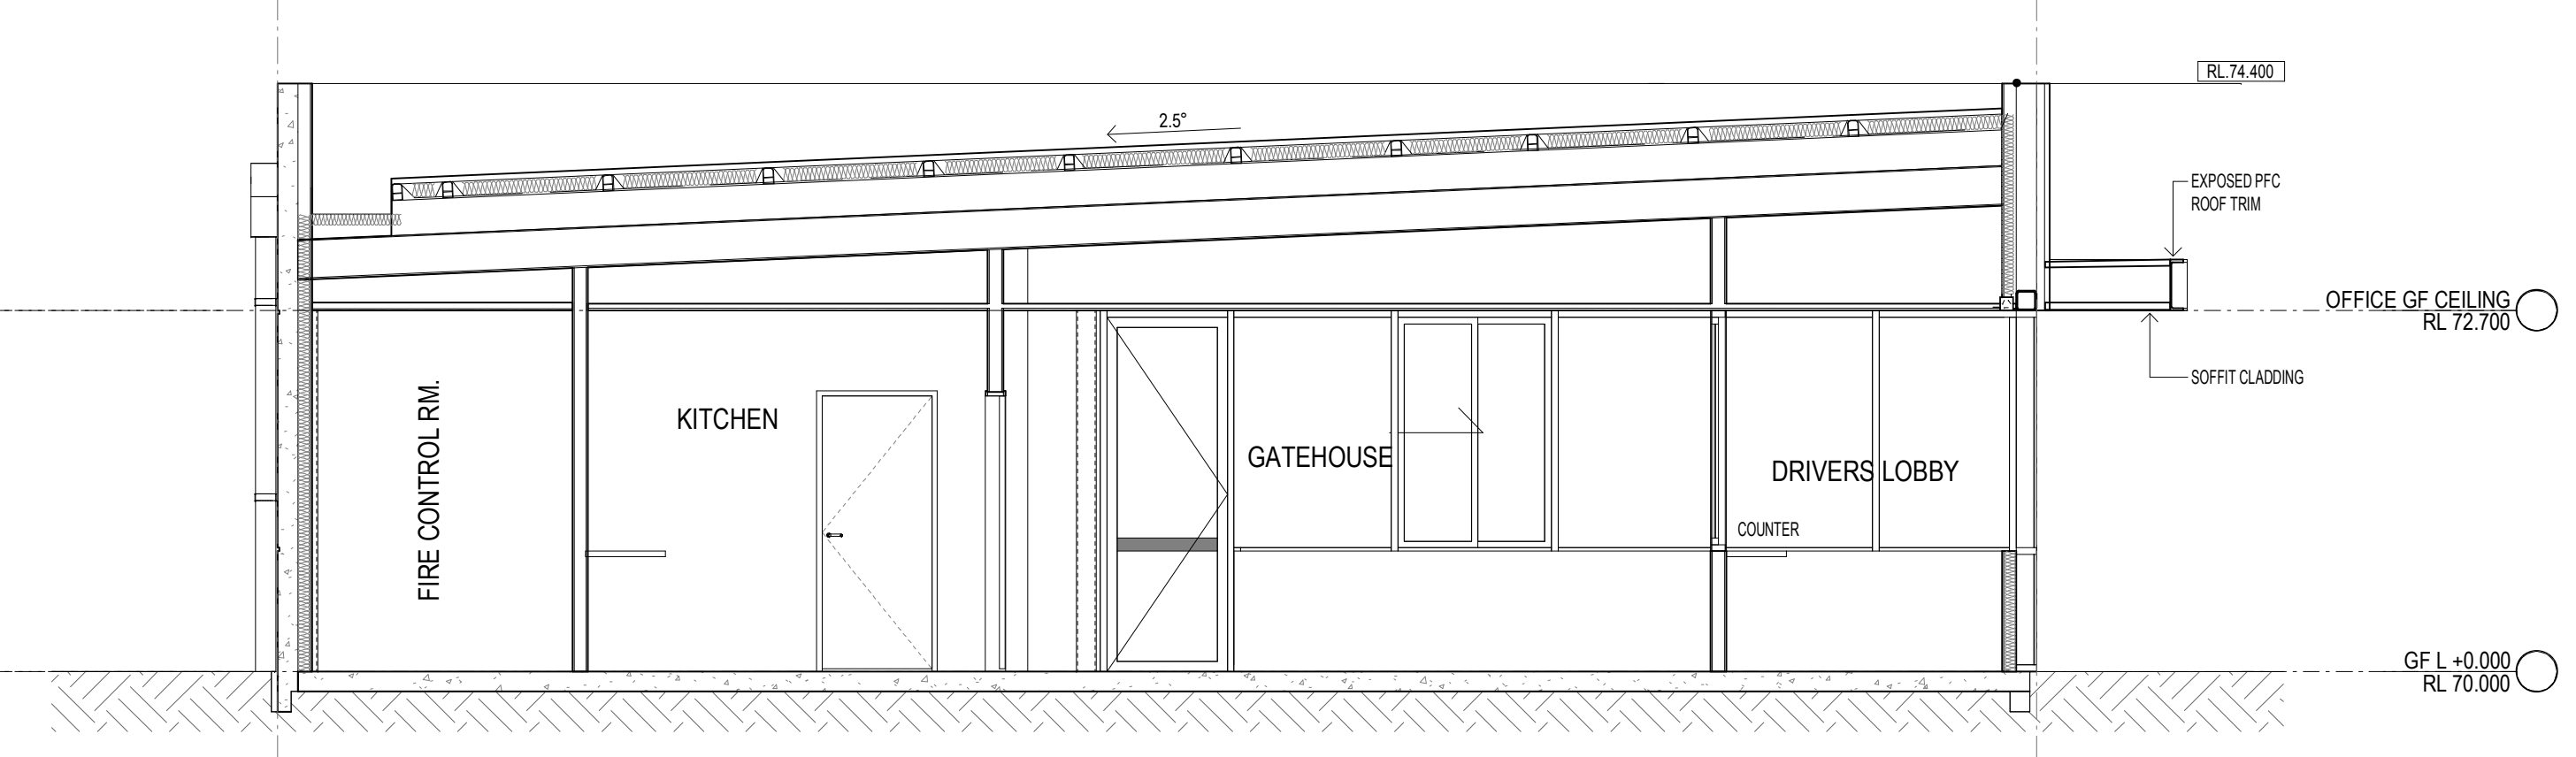 RL.74.400
2.5°
EXPOSED PFC
ROOF TRIM
OFFICE GF CEILING
RL 72.700
SOFFIT CLADDING
FIRE CONTROL RM.
KITCHEN
GATEHOUSE
DRIVERS LOBBY
COUNTER
GF L +0.000
RL 70.000